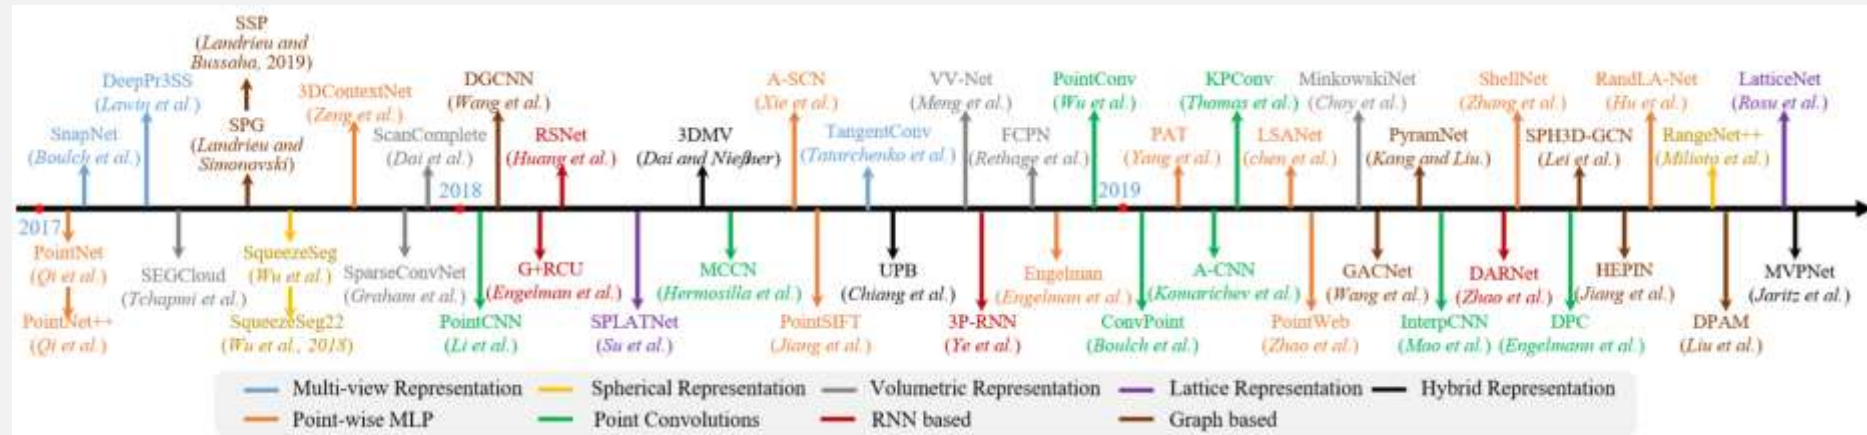 SSP
(Landrieu and
Bussaha, 2019)
DeepPr3SS
(Lawin et al.)
3DContextNet
(Zeng et al.)
DGCNN
(Wang et al.)
A-SCN
(Xie et al.)
VV-Net
(Meng et al.)
PointConv
(Wu et al.)
KPConv
(Thomas et al.)
MinkowskiNet
(Choy et al.)
ShellNet
(Zhang et al.)
RandLA-Net
(Hu et al.)
LatticeNet
(Rosu et al.)
SnapNet
(Boulch et al.)
SPG
(Landrieu and
Simonovski)
ScanComplete
(Dai et al.)
RSNet
(Huang et al.)
3DMV
(Dai and Nießner)
TangentConv
(Tatarchenko et al.)
FCPN
(Rethage et al.)
PAT
(Yang et al.)
LSANet
(chen et al.)
PyramNet
(Kang and Liu.)
SPH3D-GCN
(Lei et al.)
RangeNet++
(Milioto et al.)
2017
2018
2019
PointNet
(Qi et al.)
SEGCloud
(Tchapmi et al.)
SqueezeSeg
(Wu et al.)
SparseConvNet
(Graham et al.)
G+RCU
(Engelman et al.)
MCCN
(Hermosilla et al.)
UPB
(Chiang et al.)
Engelman
(Engelman et al.)
A-CNN
(Komarichev et al.)
GACNet
(Wang et al.)
DARNet
(Zhao et al.)
HEPIN
(Jiang et al.)
MVPNet
(Jaritz et al.)
PointNet++
(Qi et al.)
SqueezeSeg22
(Wu et al., 2018)
PointCNN
(Li et al.)
SPLATNet
(Su et al.)
PointSIFT
(Jiang et al.)
3P-RNN
(Ye et al.)
ConvPoint
(Boulch et al.)
PointWeb
(Zhao et al.)
InterpCNN
(Mao et al.)
DPC
(Engelmann et al.)
DPAM
(Liu et al.)
Multi-view Representation
Spherical Representation
Volumetric Representation
Lattice Representation
Hybrid Representation
Point-wise MLP
Point Convolutions
RNN based
Graph based